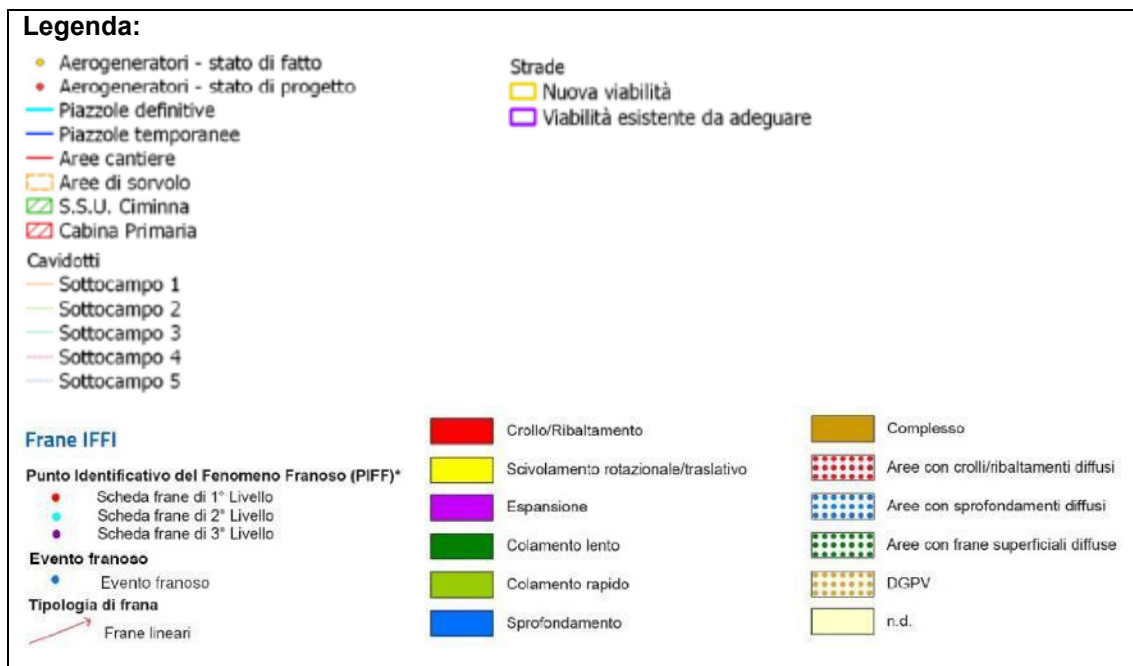 Legenda:
Aerogeneratori - stato di fatto
Aerogeneratori - stato di progetto
Piazzole definitive
Piazzole temporanee
Aree cantiere
Aree di sorvolo
S.S.U. Ciminna
Cabina Primaria
Cavidotti
Sottocampo 1
Sottocampo 2
Sottocampo 3
Sottocampo 4
Sottocampo 5
Strade
Nuova viabilità
Viabilità esistente da adeguare
Frane IFFI
Punto Identificativo del Fenomeno Franoso (PIFF)*
Scheda frane di 1° Livello
Scheda frane di 2° Livello
Scheda frane di 3° Livello
Evento franoso
Evento franoso
Tipologia di frana
Frane lineari
Crollo/Ribaltamento
Scivolamento rotazionale/traslativo
Espansione
Colamento lento
Colamento rapido
Sprofondamento
Complesso
Aree con crolli/ribaltamenti diffusi
Aree con sprofondamenti diffusi
Aree con frane superficiali diffuse
DGPV
n.d.